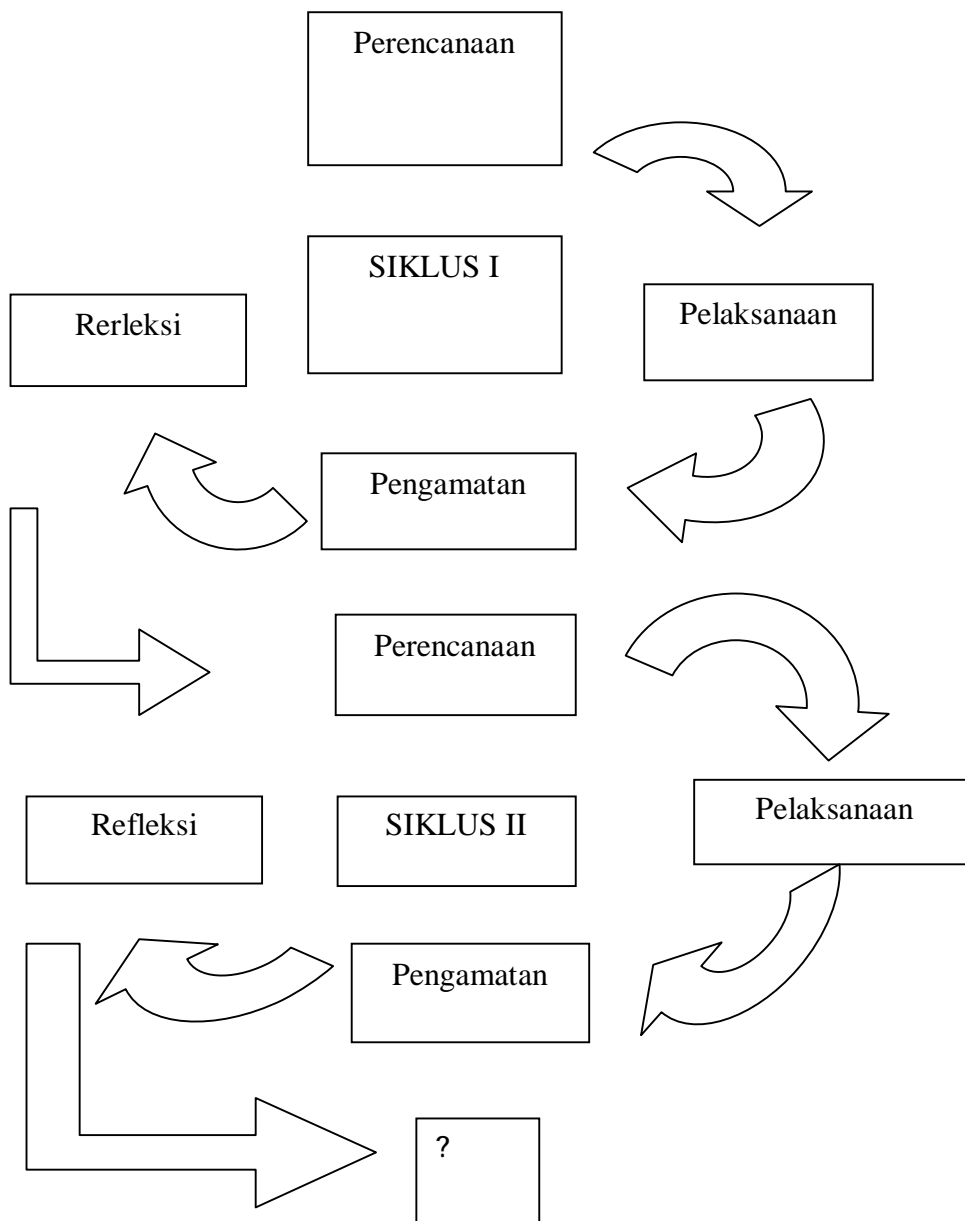 Perencanaan
SIKLUS I
Rerleksi
Pelaksanaan
Pengamatan
Perencanaan
Refleksi
SIKLUS II
Pelaksanaan
Pengamatan
?